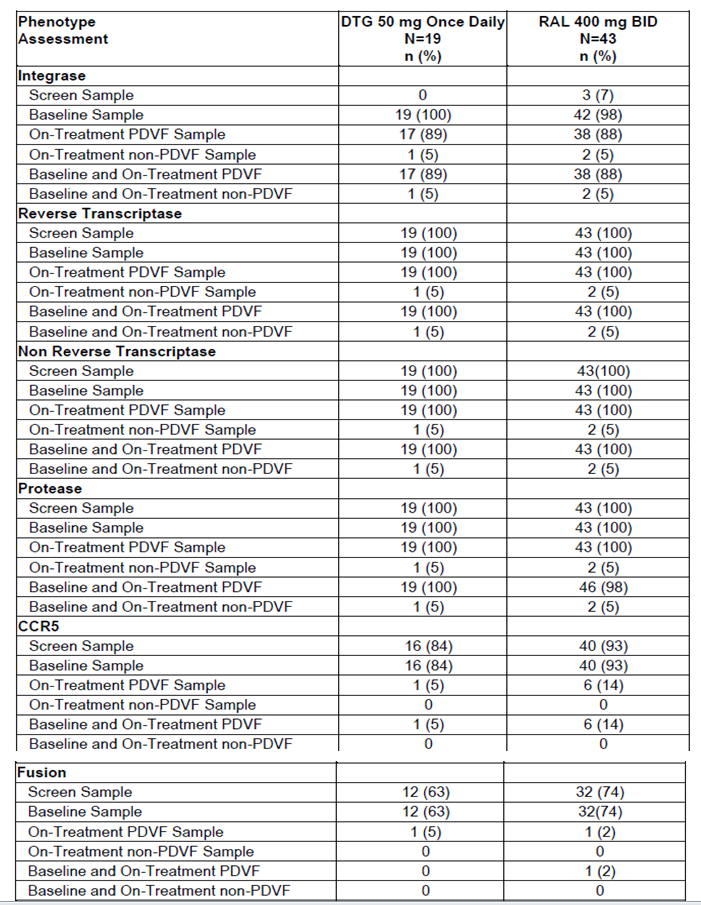 Phenotype Assessment DTG 50 mg Once Daily N=19 n (%) RAL 400 mg BID N=43 n (%)
Integrase
Screen Sample 0 3 (7)
Baseline Sample 19 (100) 42 (98)
On-Treatment PDVF Sample 17 (89) 38 (88)
On-Treatment non-PDVF Sample 1 (5) 2 (5)
Baseline and On-Treatment PDVF 17 (89) 38 (88)
Baseline and On-Treatment non-PDVF 1 (5) 2 (5)
Reverse Transcriptase
Screen Sample 19 (100) 43 (100)
Baseline Sample 19 (100) 43 (100)
On-Treatment PDVF Sample 19 (100) 43 (100)
On-Treatment non-PDVF Sample 1 (5) 2 (5)
Baseline and On-Treatment PDVF 19 (100) 43 (100)
Baseline and On-Treatment non-PDVF 1 (5) 2 (5)
Non Reverse Transcriptase
Screen Sample 19 (100) 43(100)
Baseline Sample 19 (100) 43 (100)
On-Treatment PDVF Sample 19 (100) 43 (100)
On-Treatment non-PDVF Sample 1 (5) 2 (5)
Baseline and On-Treatment PDVF 19 (100) 43 (100)
Baseline and On-Treatment non-PDVF 1 (5) 2 (5)
Protease
Screen Sample 19 (100) 43 (100)
Baseline Sample 19 (100) 43 (100)
On-Treatment PDVF Sample 19 (100) 43 (100)
On-Treatment non-PDVF Sample 1 (5) 2 (5)
Baseline and On-Treatment PDVF 19 (100) 46 (98)
Baseline and On-Treatment non-PDVF 1 (5) 2 (5)
CCR5
Screen Sample 16 (84) 40 (93)
Baseline Sample 16 (84) 40 (93)
On-Treatment PDVF Sample 1 (5) 6 (14)
On-Treatment non-PDVF Sample 0 0
Baseline and On-Treatment PDVF 1 (5) 6 (14)
Baseline and On-Treatment non-PDVF 0 0
Fusion
Screen Sample 12 (63) 32 (74)
Baseline Sample 12 (63) 32(74)
On-Treatment PDVF Sample 1 (5) 1 (2)
On-Treatment non-PDVF Sample 0 0
Baseline and On-Treatment PDVF 0 1 (2)
Baseline and On-Treatment non-PDVF 0 0